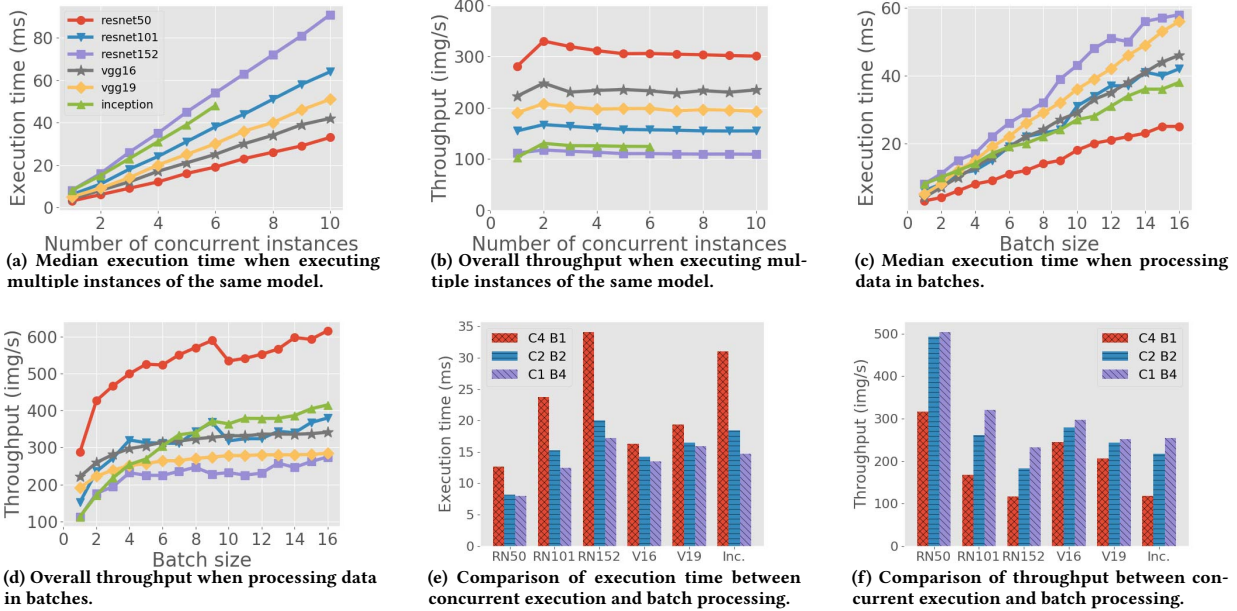 Execution time (ms)
80
60
40
20
0
resnet50
resnet101
resnet152
vgg16
vgg19
inception
2 4 6 8 10
Number of concurrent instances
(a) Median execution time when executing
multiple instances of the same model.
Throughput (img/s)
400
300
200
100
0
0 2 4 6 8 10
Number of concurrent instances
(b) Overall throughput when executing mul-
tiple instances of the same model.
Execution time (ms)
60
40
20
0 2 4 6 8 10 12 14 16
Batch size
(c) Median execution time when processing
data in batches.
Throughput (img/s)
600
500
400
300
200
100
0 2 4 6 8 10 12 14 16
Batch size
(d) Overall throughput when processing data
in batches.
Execution time (ms)
35
30
25
20
15
10
5
0
C4 B1
C2 B2
C1 B4
RN50 RN101 RN152 V16 V19 Inc.
(e) Comparison of execution time between
concurrent execution and batch processing.
Throughput (img/s)
500
400
300
200
100
0
C4 B1
C2 B2
C1 B4
RN50 RN101 RN152 V16 V19 Inc.
(f) Comparison of throughput between con-
current execution and batch processing.